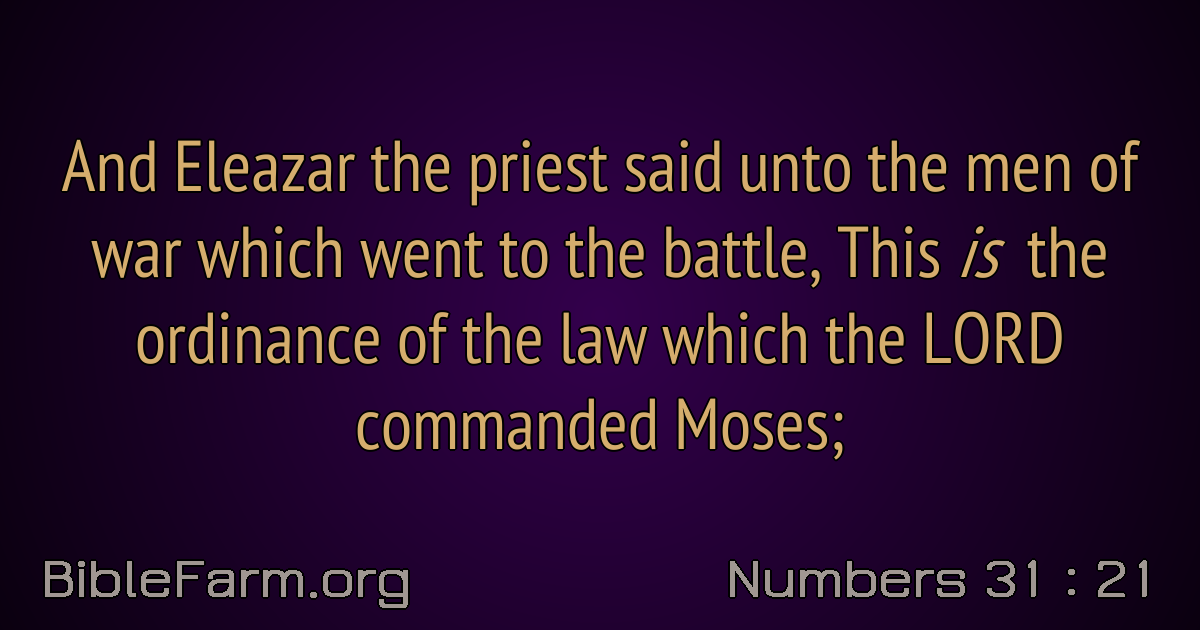 And Eleazar the priest said unto the men of
war which went to the battle, This is the
ordinance of the law which the LORD
commanded Moses;
BibleFarm.org
Numbers 31 : 21